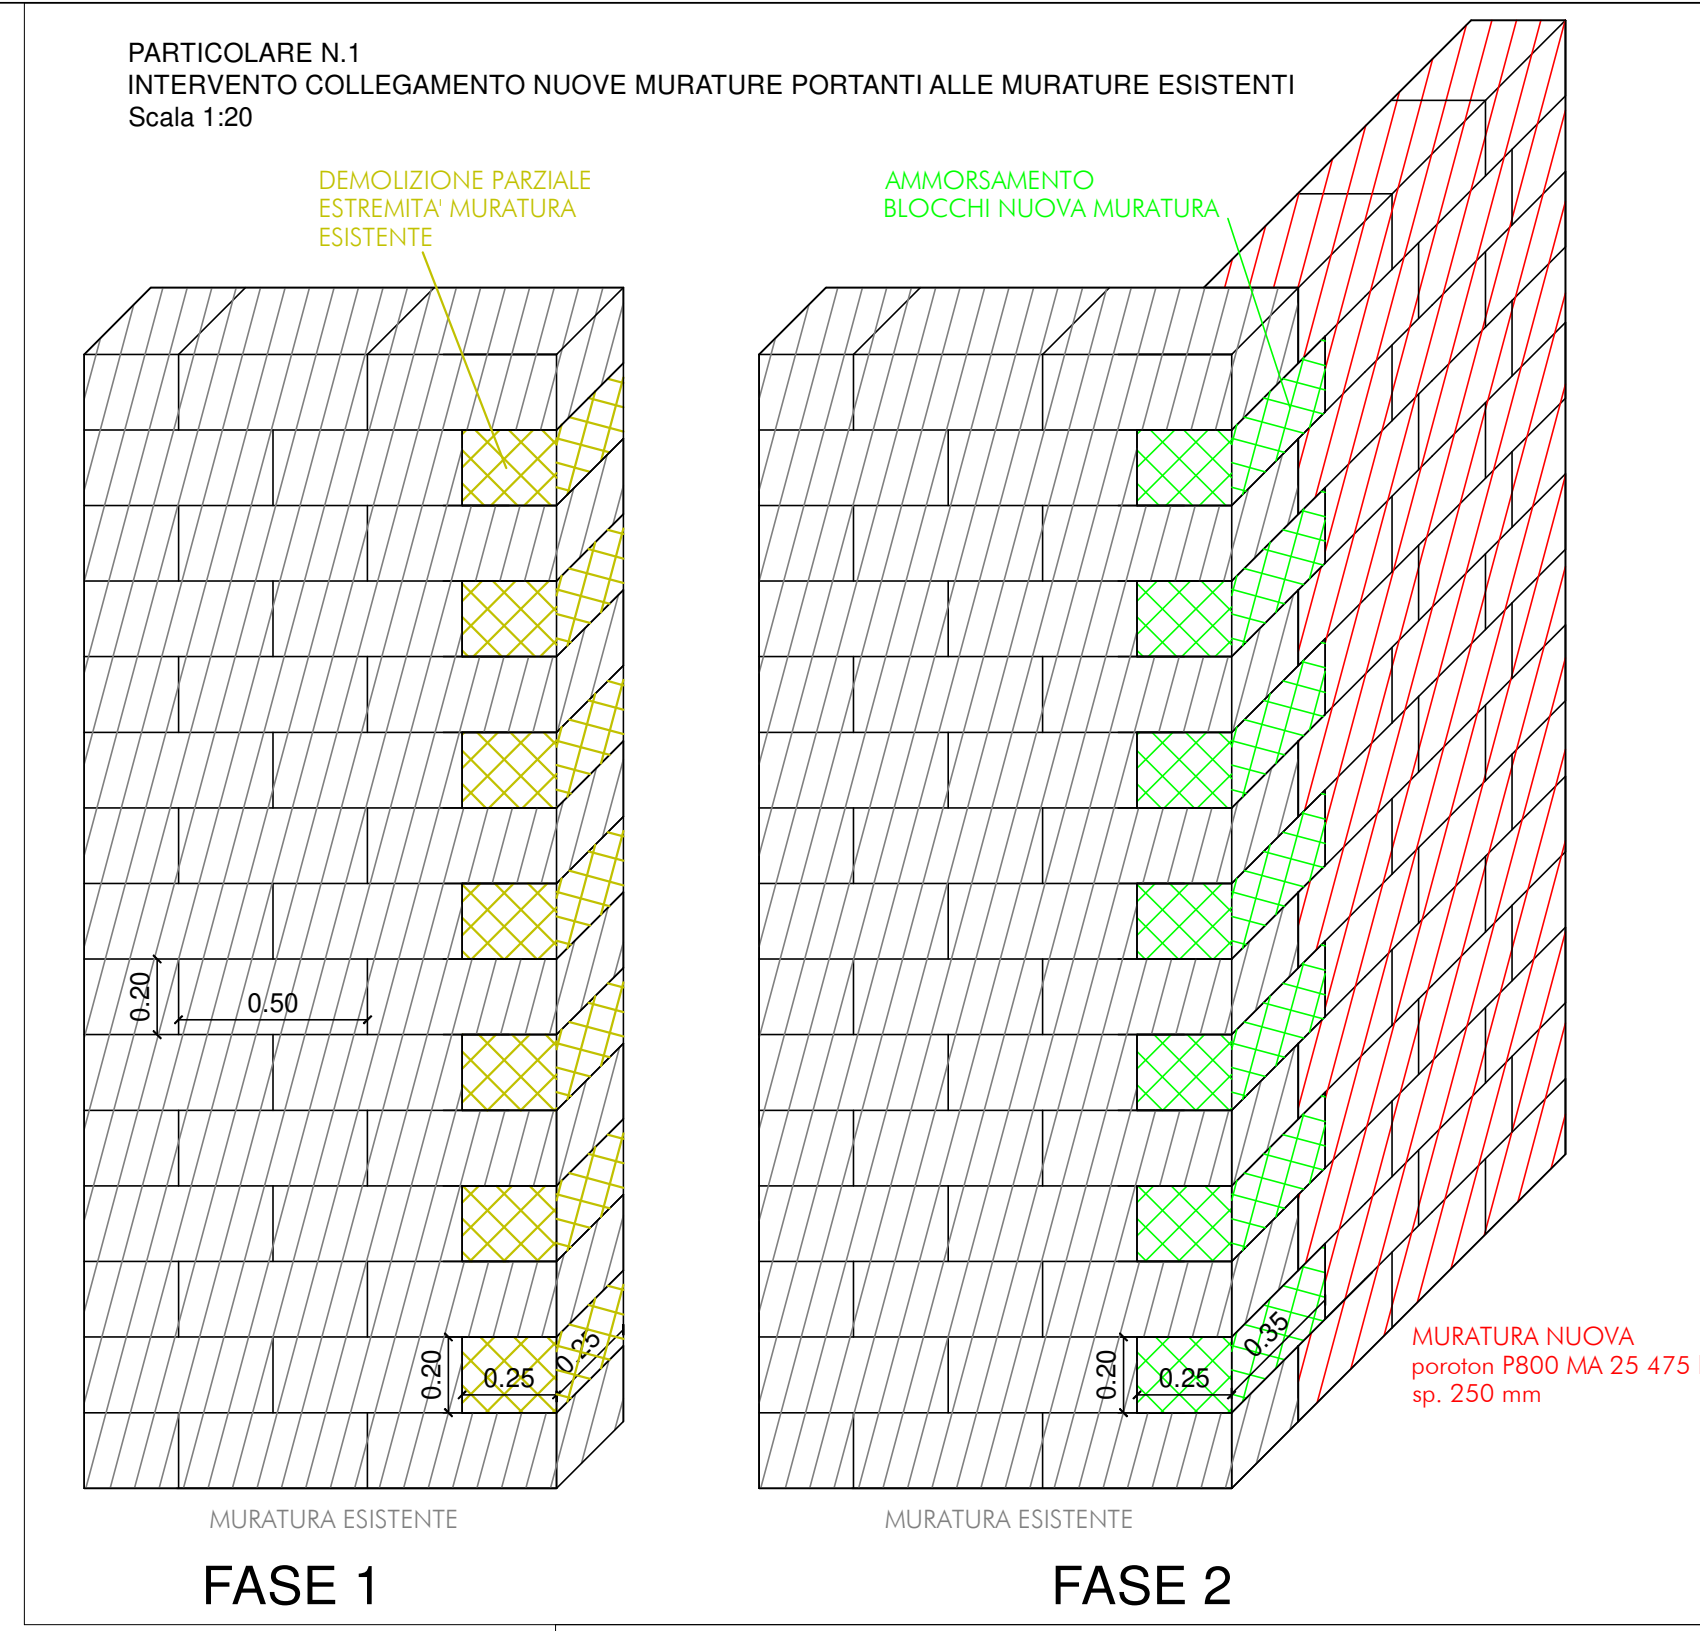 PARTICOLARE N.1
INTERVENTO COLLEGAMENTO NUOVE MURATURE PORTANTI ALLE MURATURE ESISTENTI
Scala 1:20
DEMOLIZIONE PARZIALE
ESTREMITA' MURATURA
ESISTENTE
AMMORSAMENTO
BLOCCHI NUOVA MURATURA
0.20
0.50
0.20
0.25
0.25
0.20
0.25
0.35
MURATURA NUOVA
poroton P800 MA 25 475
sp. 250 mm
MURATURA ESISTENTE
MURATURA ESISTENTE
FASE 1
FASE 2